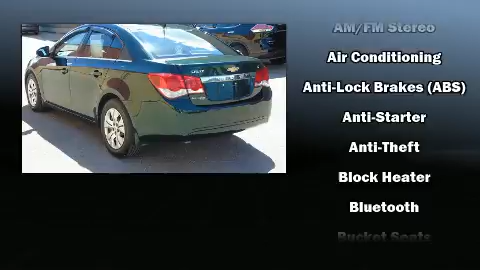 AM/FM Stereo
Air Conditioning
Anti-Lock Brakes (ABS)
Anti-Starter
Anti-Theft
Block Heater
Bluetooth
Bucket Seats